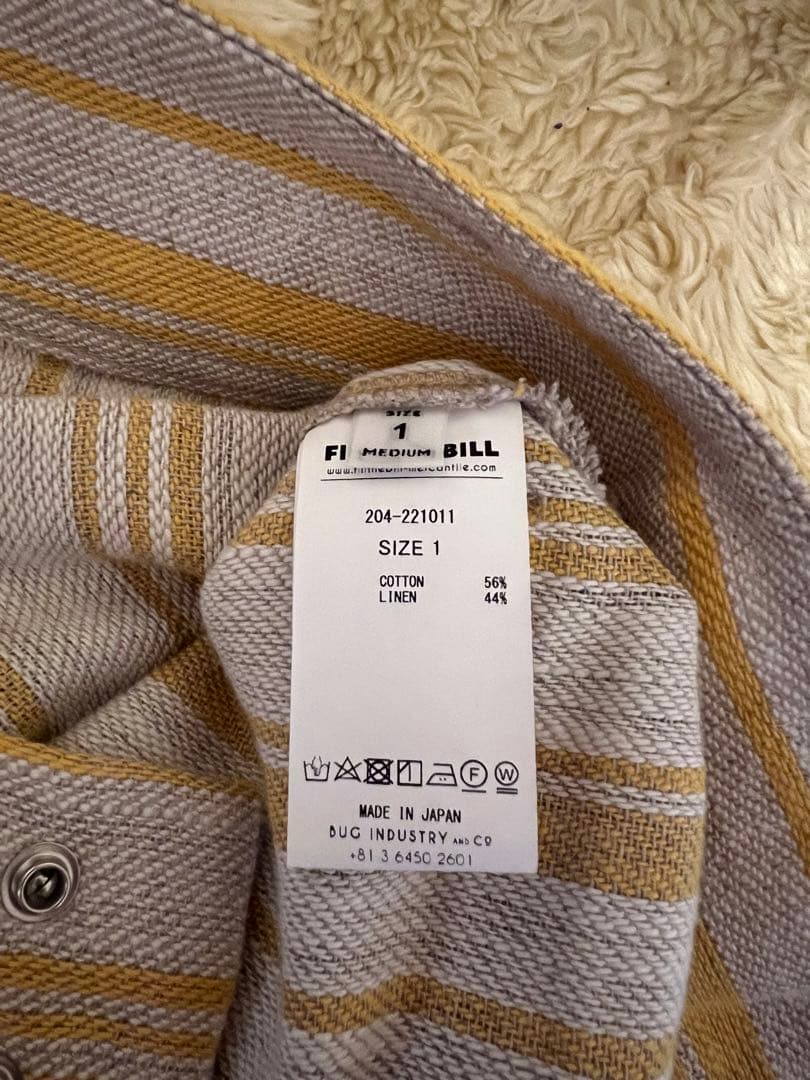 SIZE
1
MEDIUM
FI BILL
204-221011
SIZE 1
COTTON 56%
LINEN 44%
F W
MADE IN JAPAN
BUG INDUSTRY AND CO
+81 3 6450 2601